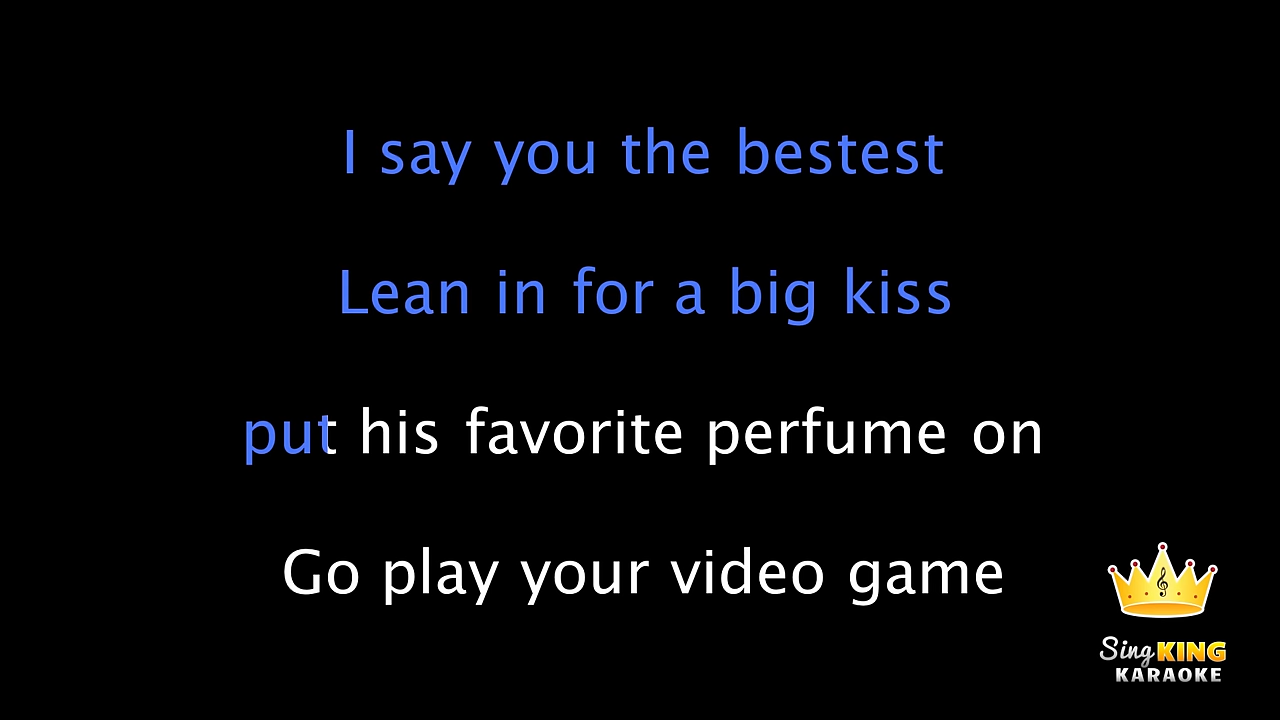 I say you the bestest
Lean in for a big kiss
put his favorite perfume on
Go play your video game
Sing KING
KARAOKE